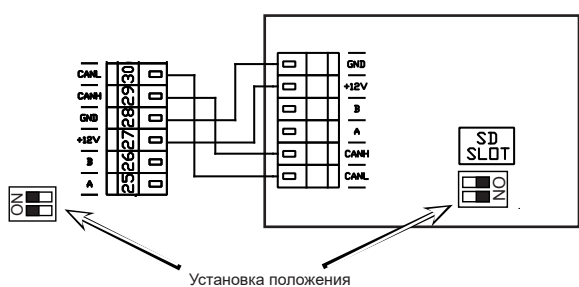 CANL 30
CANH 29
GND 28
+12V 27
B 26
A 25
GND
+12V
B
A
CANH
CANL
SD
SLOT
ON
ON
Установка положения